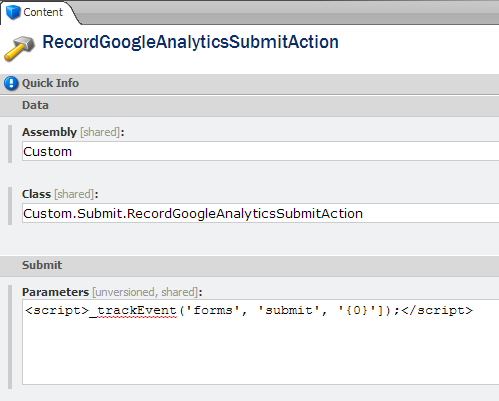 Content
RecordGoogleAnalyticsSubmitAction
Quick Info
Data
Assembly [shared]:
Custom
Class [shared]:
Custom.Submit.RecordGoogleAnalyticsSubmitAction
Submit
Parameters [unversioned, shared]:
<script>_trackEvent('forms', 'submit', '{0}']);</script>